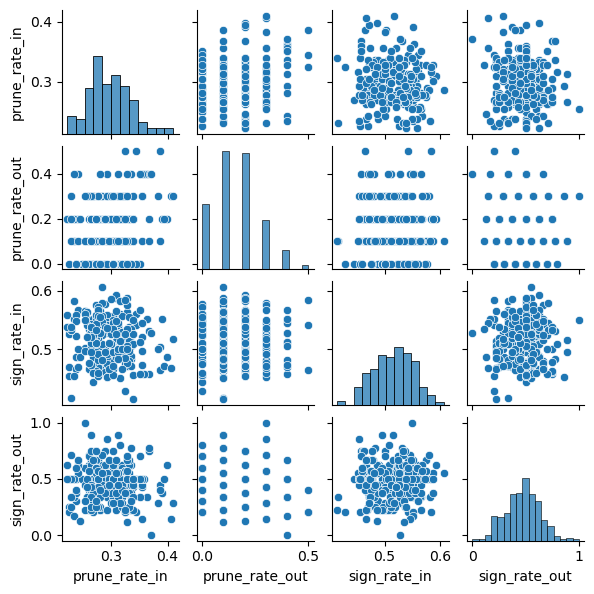 prune_rate_in
0.4
0.3
prune_rate_out
0.4
0.2
0.0
sign_rate_in
0.6
0.5
sign_rate_out
1.0
0.5
0.0
0.3 0.4 0.0 0.5 0.5 0.6 0 1
prune_rate_in prune_rate_out sign_rate_in sign_rate_out